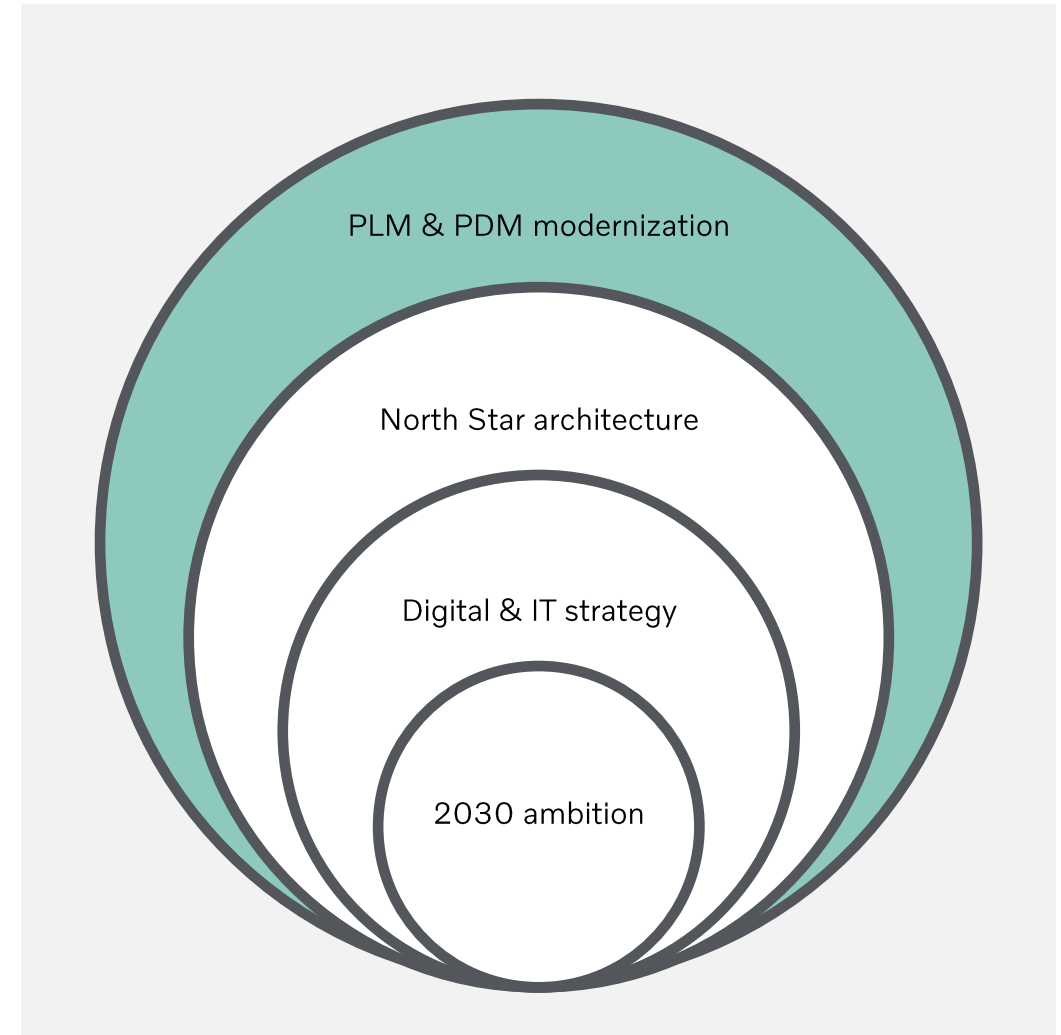 PLM & PDM modernization
North Star architecture
Digital & IT strategy
2030 ambition